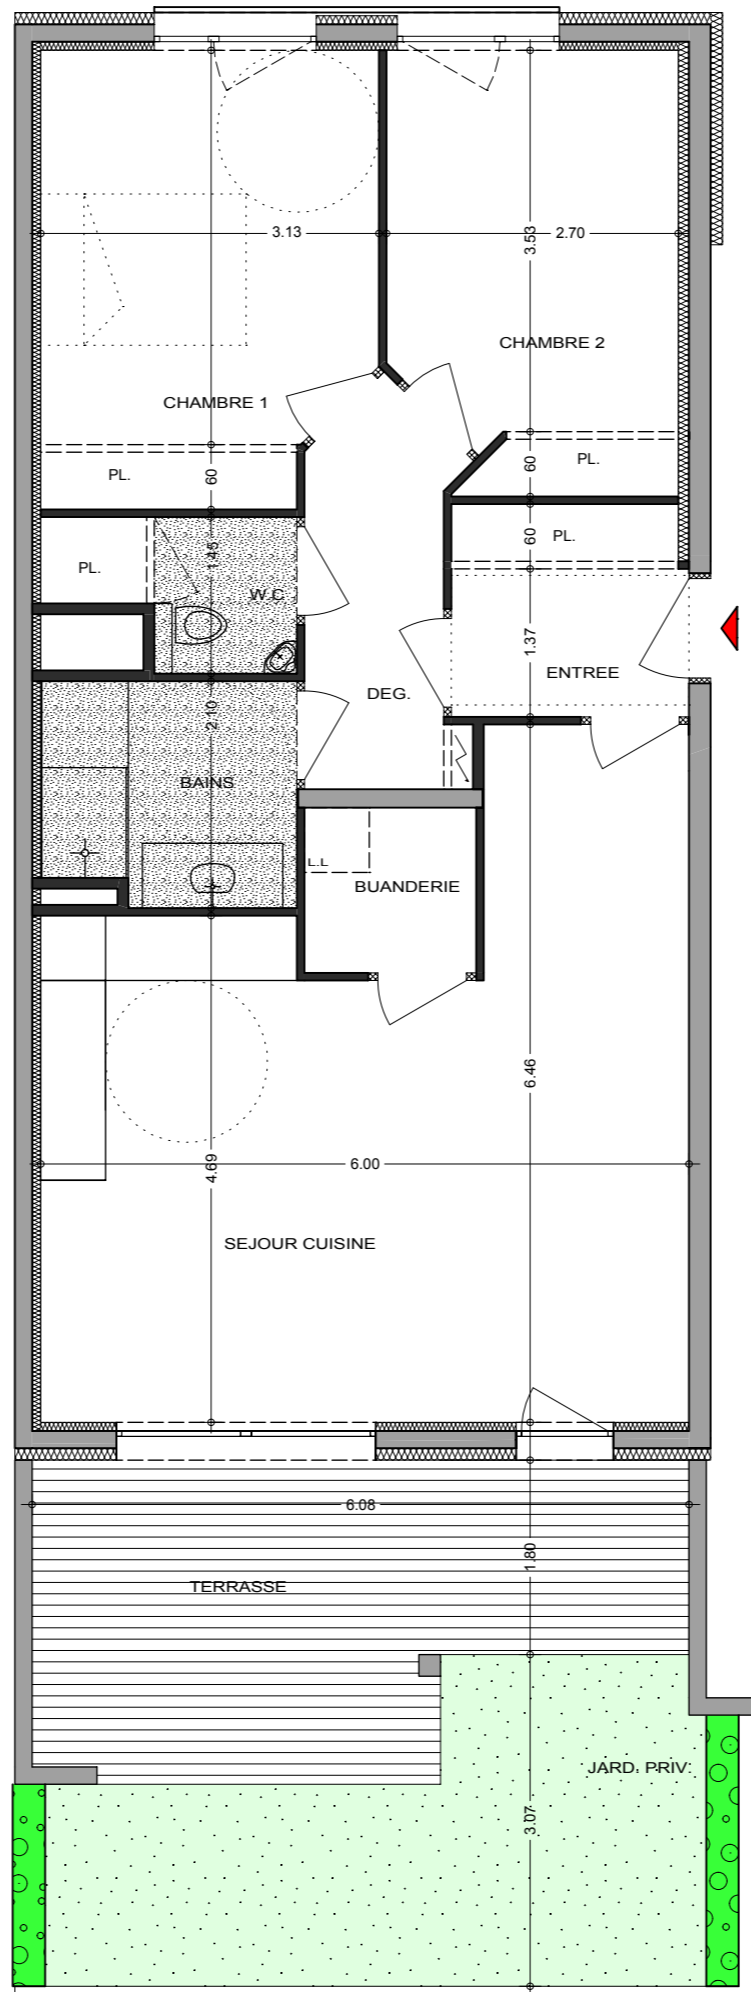 3.13
3.53
2.70
CHAMBRE 2
CHAMBRE 1
PL.
60
PL.
60
60
PL.
1.45
PL.
W.C
1.37
ENTREE
DEG.
2.10
BAINS
L.L
BUANDERIE
6.46
4.69
6.00
SEJOUR CUISINE
6.08
1.80
TERRASSE
JARD. PRIV.
3.07